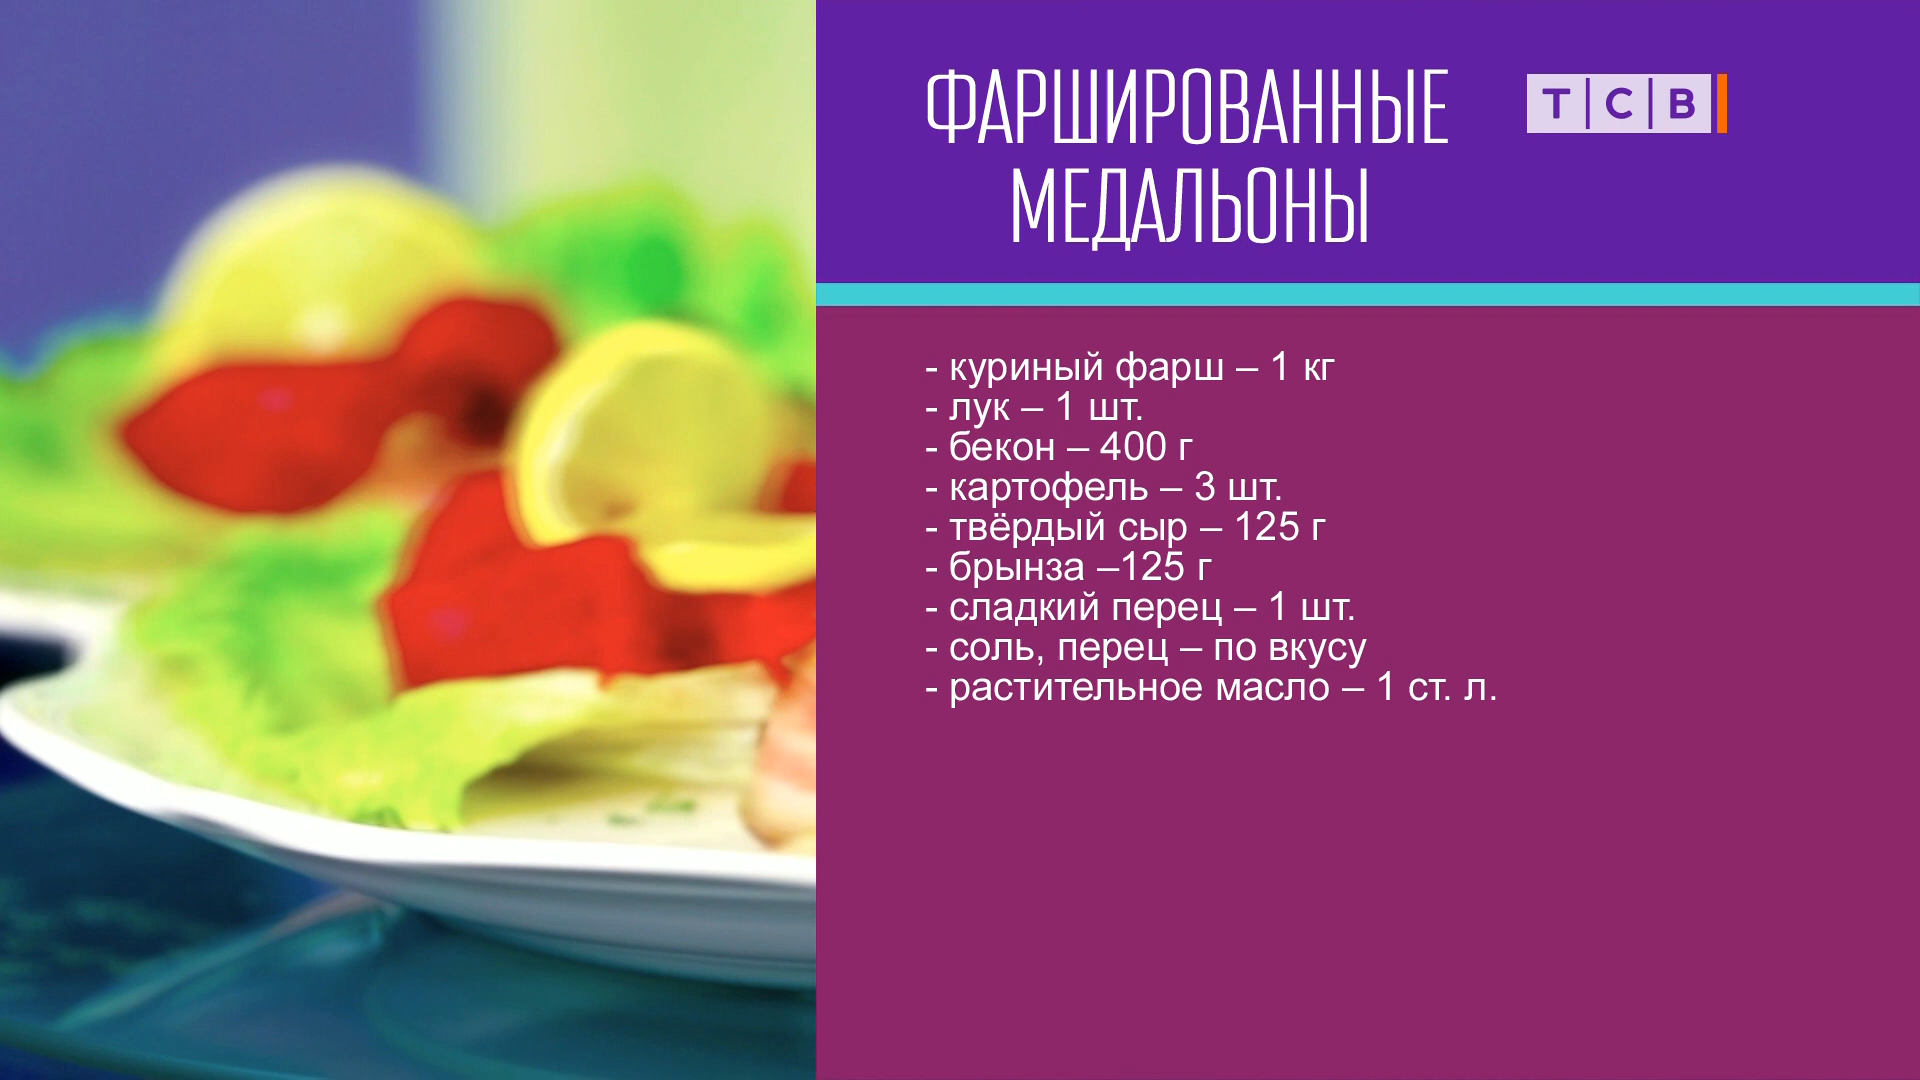 ФАРШИРОВАННЫЕ
МЕДАЛЬОНЫ
ТСВ
- куриный фарш – 1 кг
- лук – 1 шт.
- бекон – 400 г
- картофель – 3 шт.
- твёрдый сыр – 125 г
- брынза –125 г
- сладкий перец – 1 шт.
- соль, перец – по вкусу
- растительное масло – 1 ст. л.